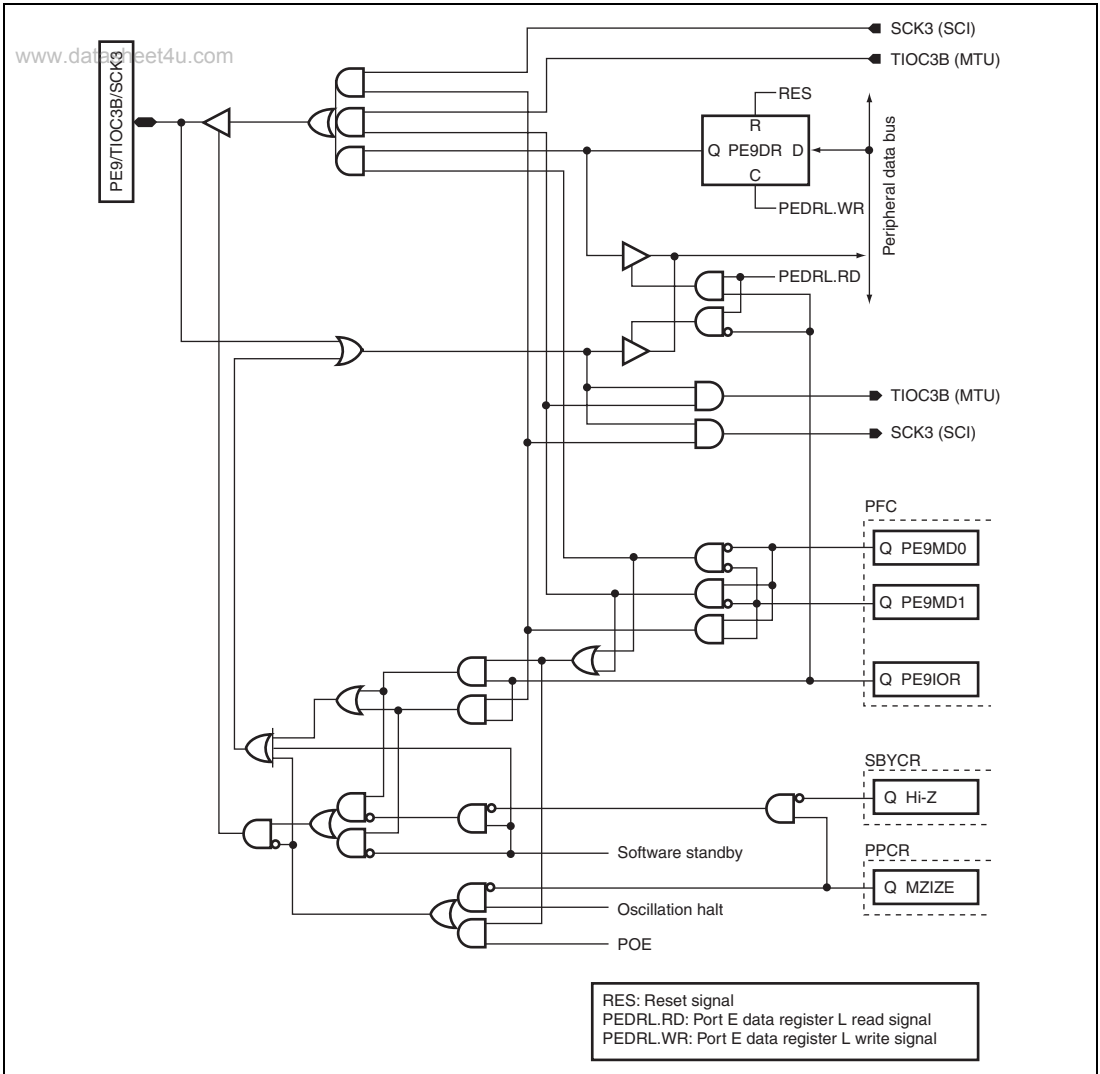 SCK3 (SCI)
www.datasheet4u.com
TIOC3B (MTU)
PE9/TIOC3B/SCK3
RES
R
Q PE9DR D
C
PEDRL.WR
Peripheral data bus
PEDRL.RD
TIOC3B (MTU)
SCK3 (SCI)
PFC
Q PE9MD0
Q PE9MD1
Q PE9IOR
SBYCR
Q Hi-Z
Software standby
PPCR
Q MZIZE
Oscillation halt
POE
RES: Reset signal
PEDRL.RD: Port E data register L read signal
PEDRL.WR: Port E data register L write signal